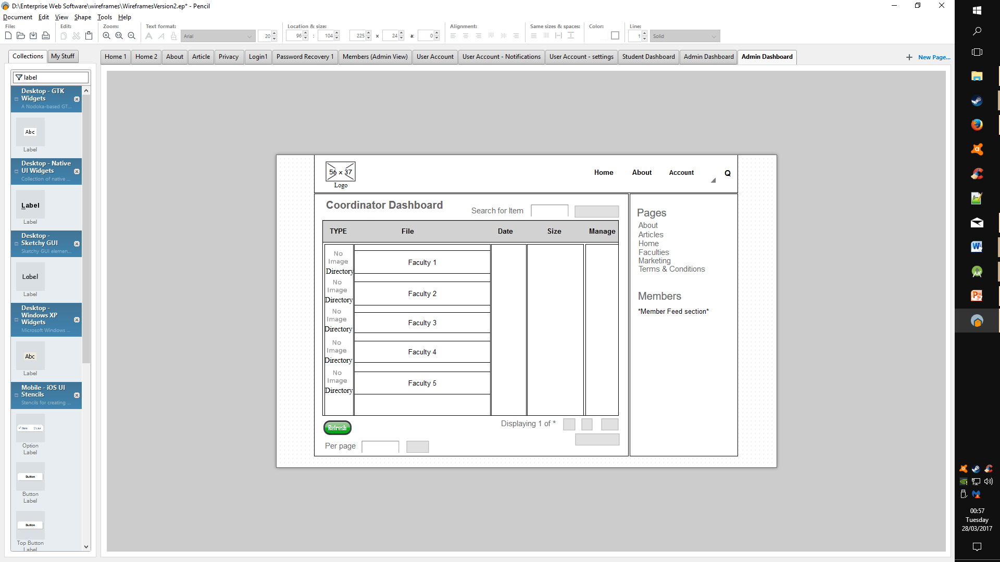 D:\Enterprise Web Software\wireframes\WireframesVersion2.ep* - Pencil
Document Edit View Shape Tools Help
File: Edit: Zoom: Text format: Location & size: Alignment: Same sizes & spaces: Color: Line:
Arial 20 96 : 104 225 x 24 a: 0 1 Solid
Collections My Stuff
Home 1 Home 2 About Article Privacy Login1 Password Recovery 1 Members (Admin View) User Account User Account - Notifications User Account - settings Student Dashboard Admin Dashboard Admin Dashboard
New Page...
label
Desktop - GTK
Widgets
A Nodoka-based GT...
Abc
Label
Desktop - Native
UI Widgets
Collection of native ...
Label
Label
Desktop -
Sketchy GUI
Sketchy GUI elemen...
Label
Label
Desktop -
Windows XP
Widgets
Microsoft Windows ...
Abc
Label
Mobile - iOS UI
Stencils
Stencils for creating ...
Item Option
Option
Label
Button
Button
Label
Button
Top Button
Label
56 x 37
Logo
Home About Account Q
Coordinator Dashboard
Search for Item
TYPE File Date Size Manage
No
Image
Directory
Faculty 1
No
Image
Directory
Faculty 2
No
Image
Directory
Faculty 3
No
Image
Directory
Faculty 4
No
Image
Directory
Faculty 5
Refresh
Displaying 1 of *
Per page
Pages
About
Articles
Home
Faculties
Marketing
Terms & Conditions
Members
*Member Feed section*
00:57
Tuesday
28/03/2017